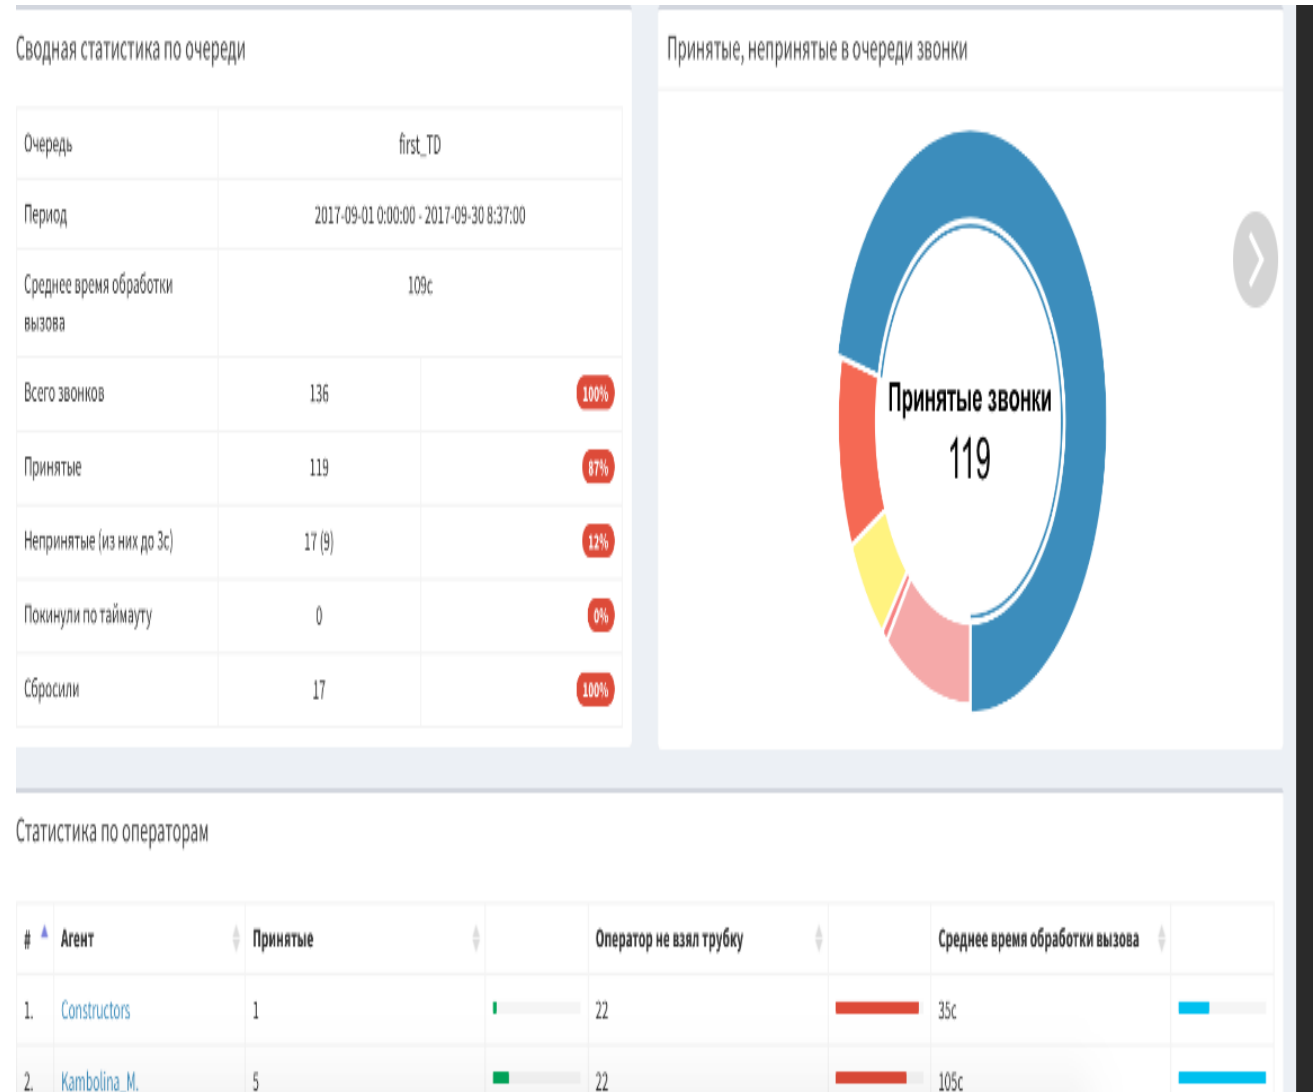 Сводная статистика по очереди
Очередь first_TD
Период 2017-09-01 0:00:00 - 2017-09-30 8:37:00
Среднее время обработки
вызова
109с
Всего звонков 136 100%
Принятые 119 87%
Непринятые (из них до 3с) 17 (9) 12%
Покинули по таймауту 0 0%
Сбросили 17 100%
Принятые, непринятые в очереди звонки
Принятые звонки
119
Статистика по операторам
# Агент Принятые Оператор не взял трубку Среднее время обработки вызова
1. Constructors 1 22 35с
2. Kambolina_M. 5 22 105с